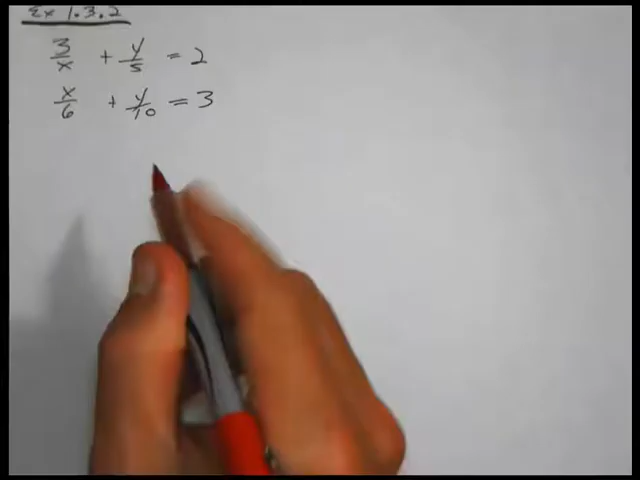 Ex 1.3.2
3/x + y/5 = 2
x/6 + y/10 = 3